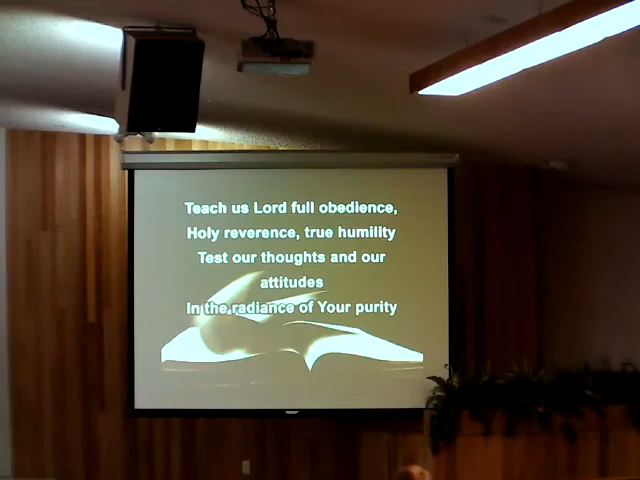 Teach us Lord full obedience,
Holy reverence, true humility
Test our thoughts and our
attitudes
In the radiance of Your purity